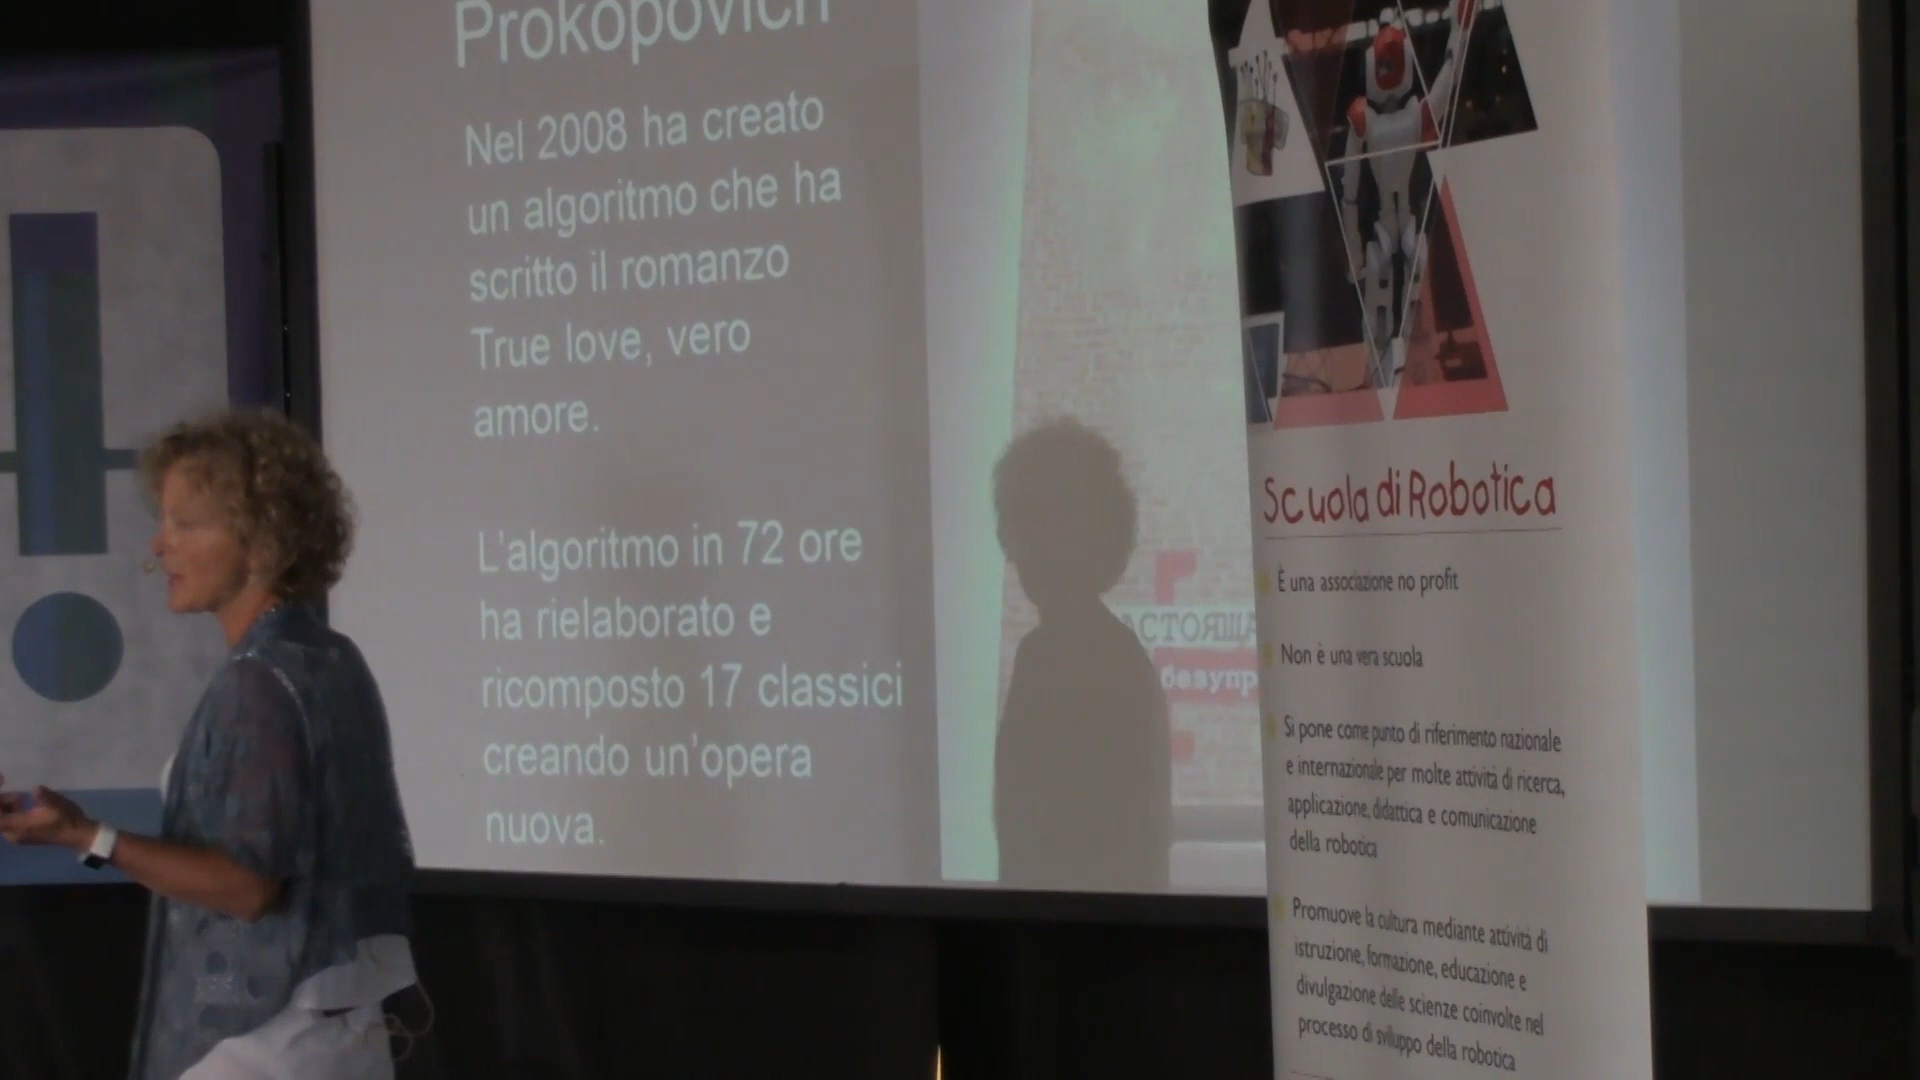 Prokopovich
Nel 2008 ha creato
un algoritmo che ha
scritto il romanzo
True love, vero
amore.
L'algoritmo in 72 ore
ha rielaborato e
ricomposto 17 classici
creando un'opera
nuova.
АСТОЯЩА
безупр
Scuola di Robotica
È una associazione no profit
Non è una vera scuola
Si pone come punto di riferimento nazionale
e internazionale per molte attività di ricerca,
applicazione, didattica e comunicazione
della robotica
Promuove la cultura mediante attività di
istruzione, formazione, educazione e
divulgazione delle scienze coinvolte nel
processo di sviluppo della robotica